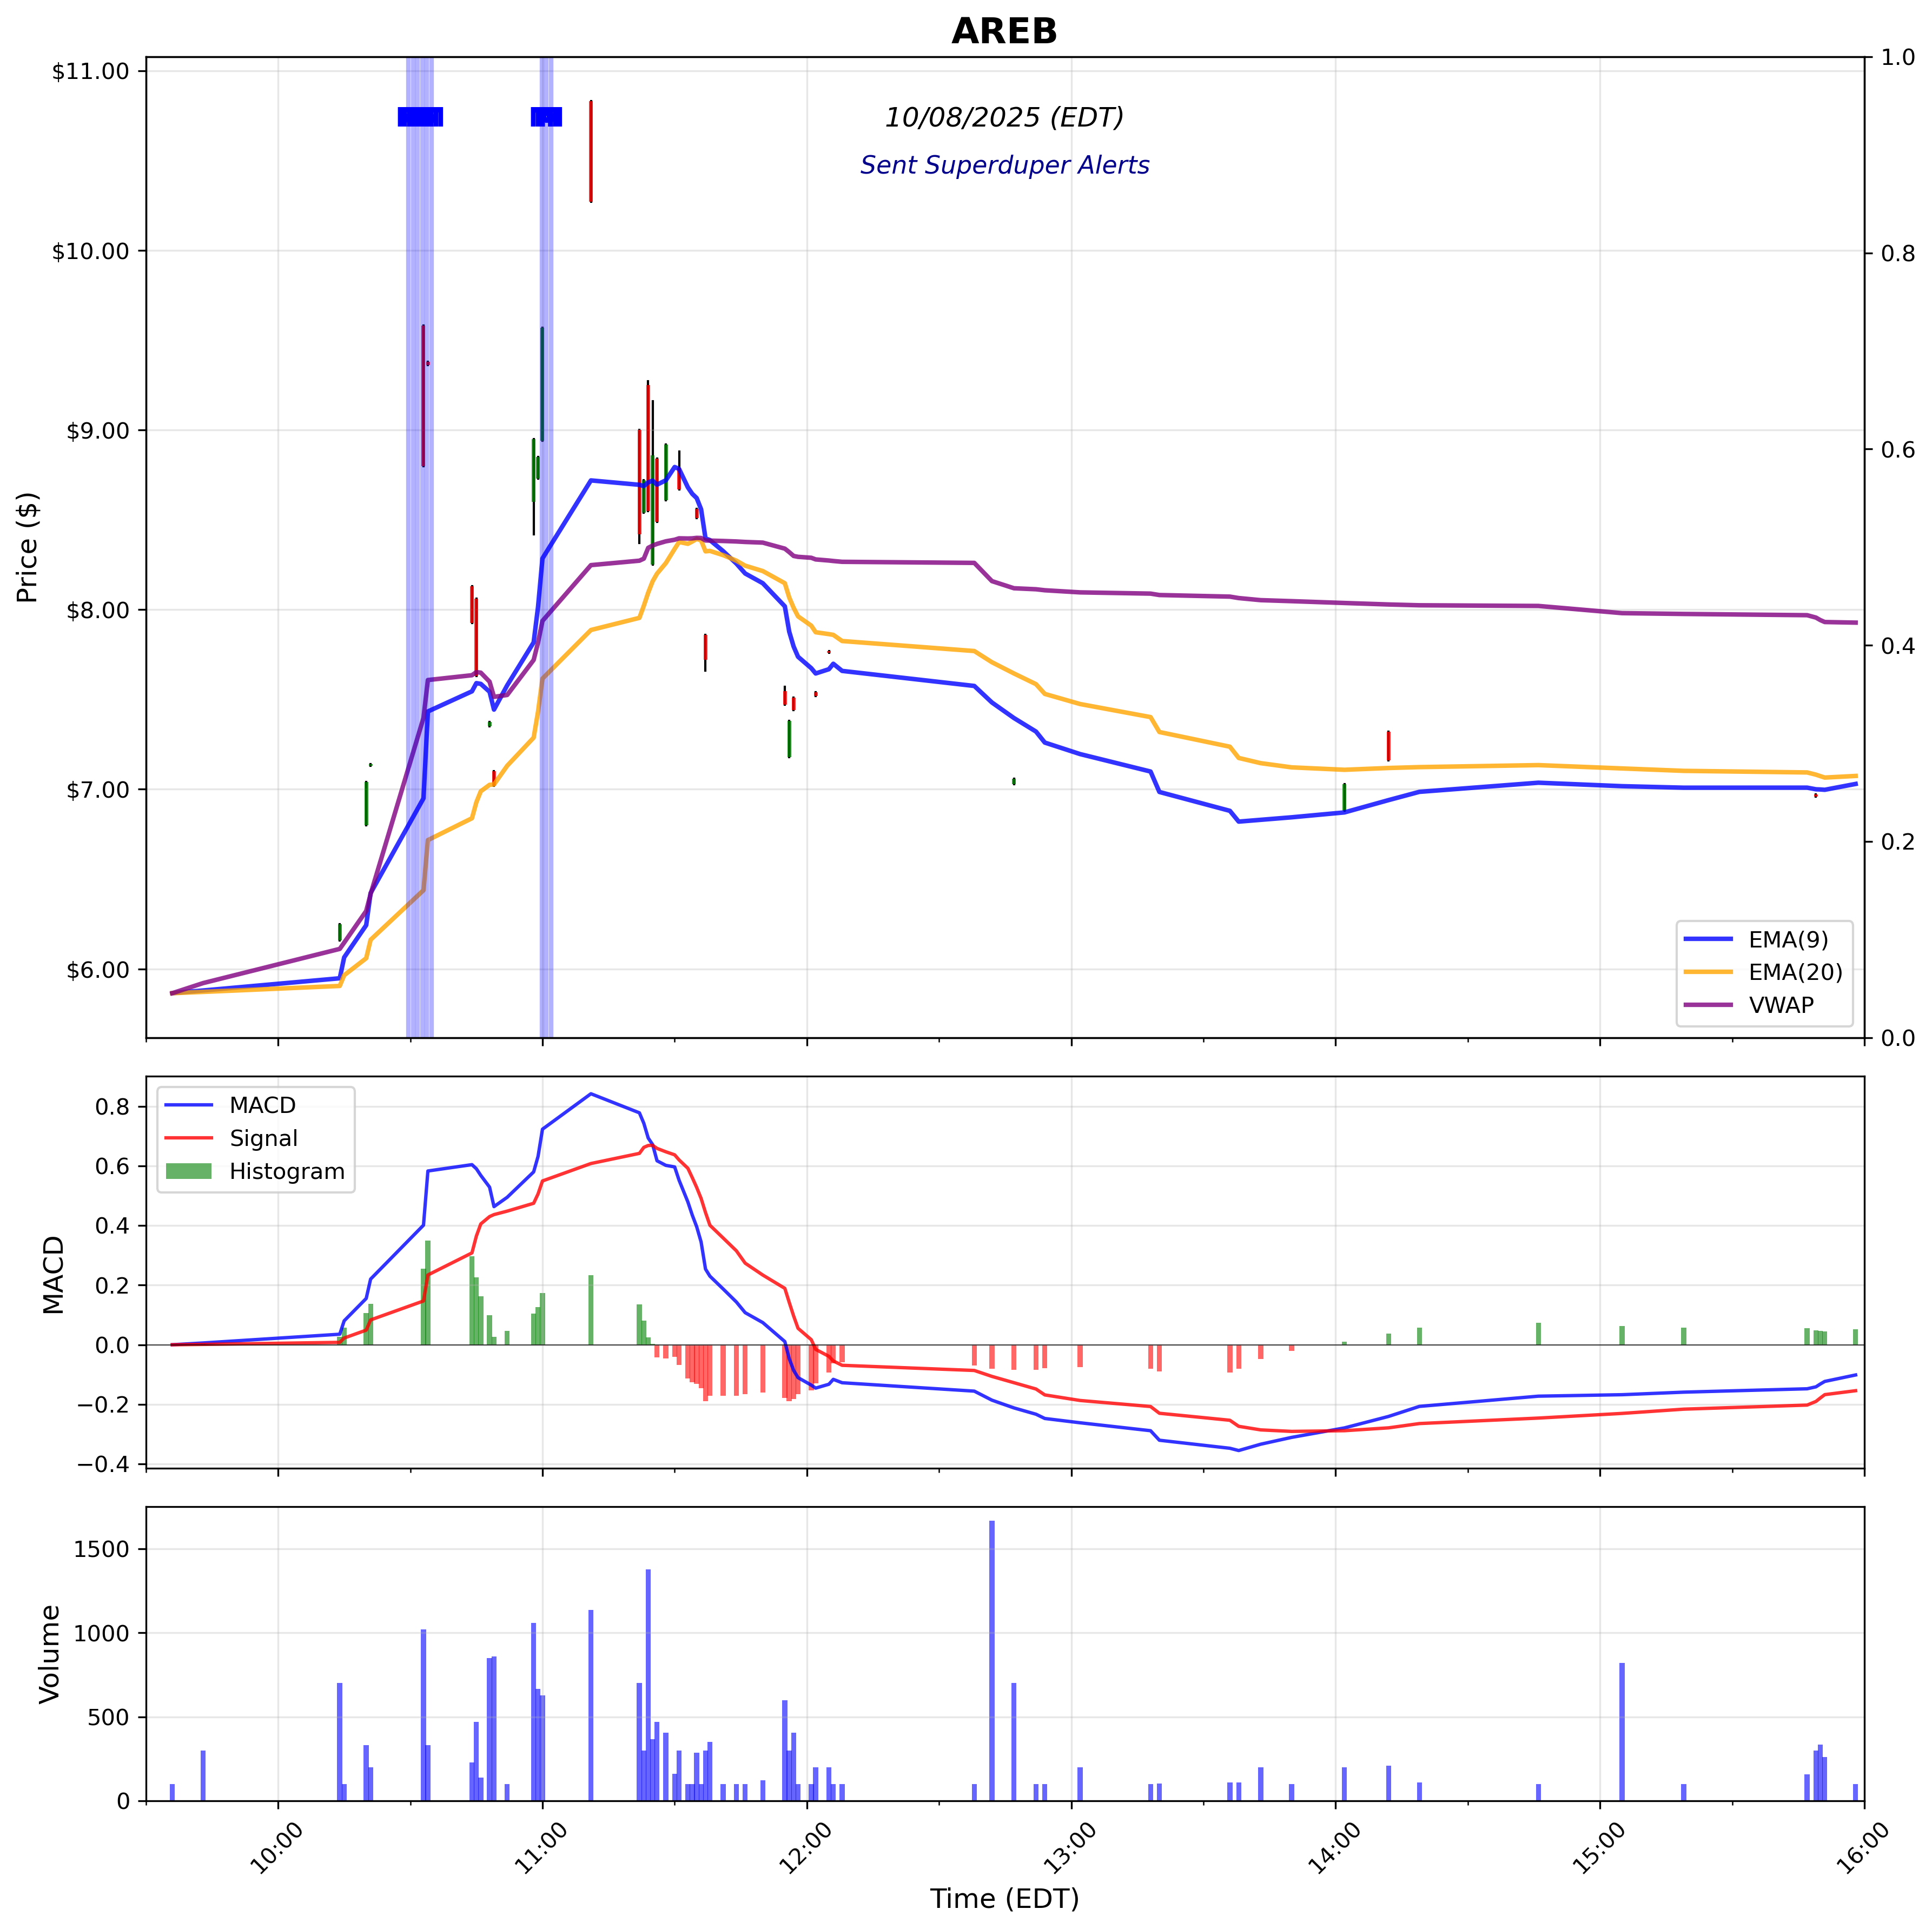 AREB
$11.00
$10.00
$9.00
$8.00
$7.00
$6.00
Price ($)
10/08/2025 (EDT)
Sent Superduper Alerts
1.0
0.8
0.6
0.4
0.2
0.0
EMA(9)
EMA(20)
VWAP
MACD
Signal
Histogram
0.8
0.6
0.4
0.2
0.0
−0.2
−0.4
MACD
1500
1000
500
0
Volume
10:00
11:00
12:00
13:00
14:00
15:00
16:00
Time (EDT)